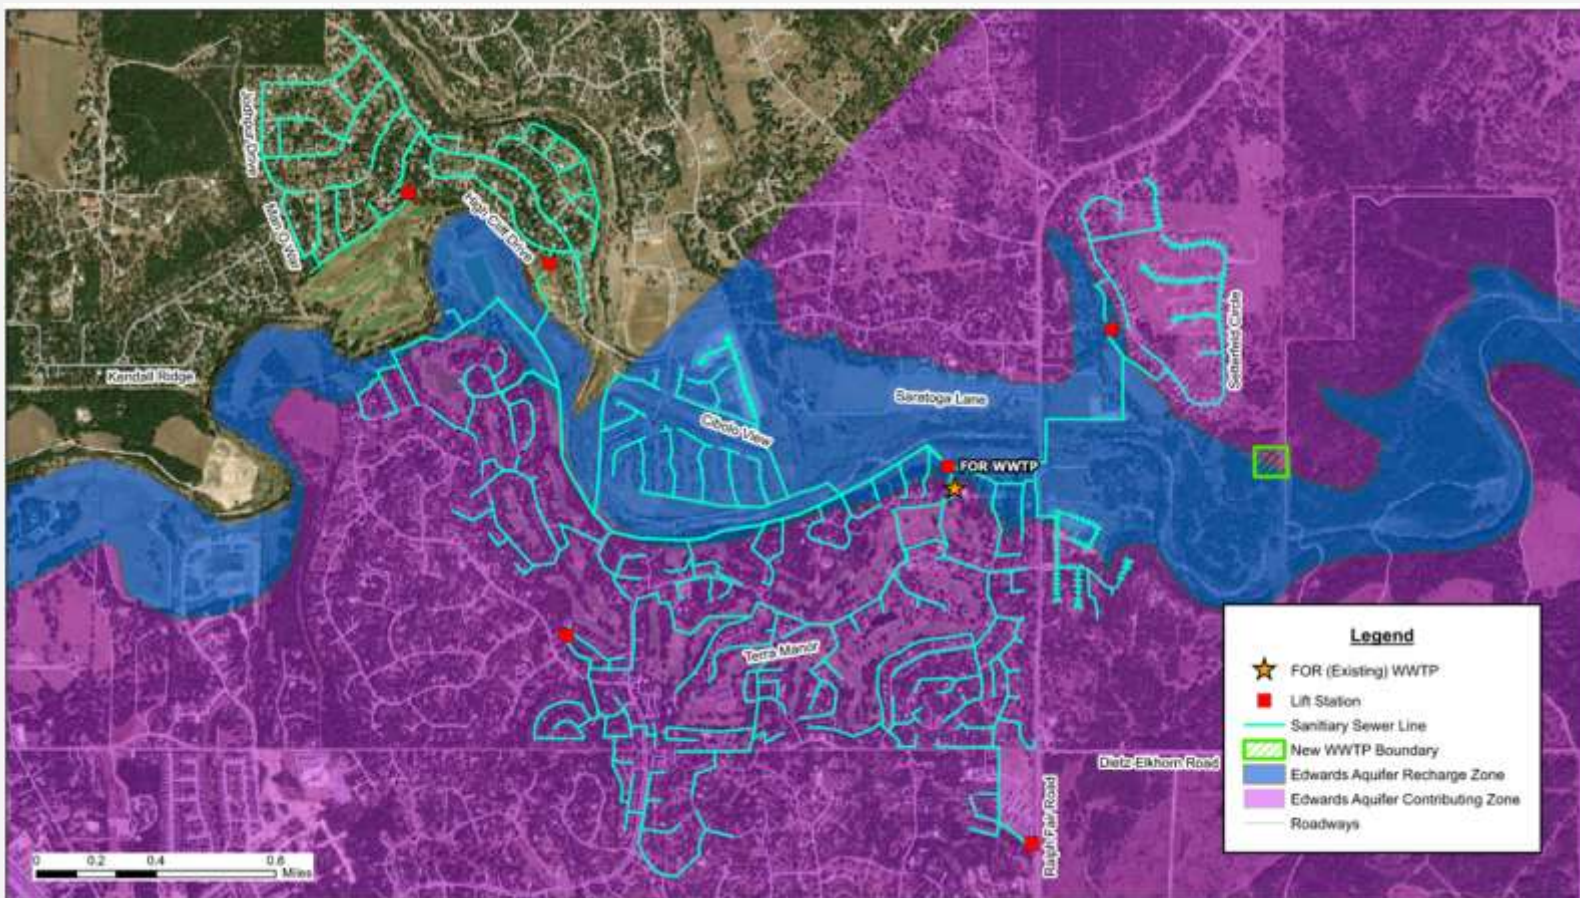 Jodhpur Drive
Man O War
High Cliff Drive
Kendall Ridge
Cibolo View
Saratoga Lane
Setterfeld Circle
FOR WWTP
Terra Manor
Dietz-Elkhorn Road
Ralph Fair Road
Legend
FOR (Existing) WWTP
Lift Station
Sanitiary Sewer Line
New WWTP Boundary
Edwards Aquifer Recharge Zone
Edwards Aquifer Contributing Zone
Roadways
0 0.2 0.4 0.8
Miles